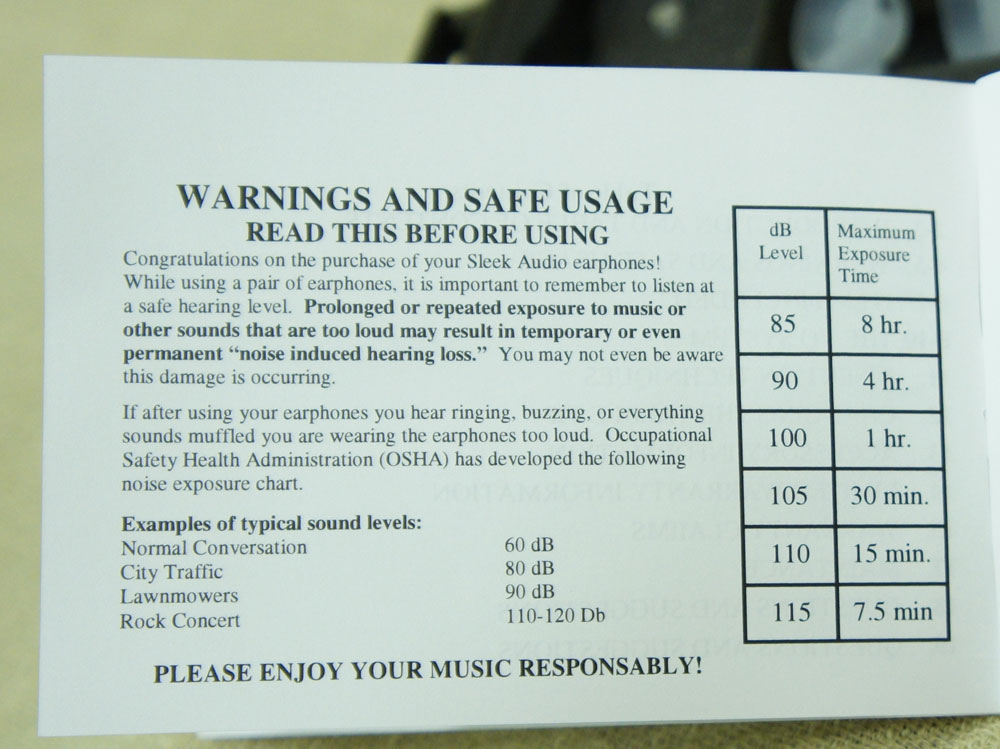 WARNINGS AND SAFE USAGE
READ THIS BEFORE USING
Congratulations on the purchase of your Sleek Audio earphones!
While using a pair of earphones, it is important to remember to listen at
a safe hearing level. Prolonged or repeated exposure to music or
other sounds that are too loud may result in temporary or even
permanent “noise induced hearing loss.” You may not even be aware
this damage is occurring.
If after using your earphones you hear ringing, buzzing, or everything
sounds muffled you are wearing the earphones too loud. Occupational
Safety Health Administration (OSHA) has developed the following
noise exposure chart.
Examples of typical sound levels:
Normal Conversation 60 dB
City Traffic 80 dB
Lawnmowers 90 dB
Rock Concert 110-120 Db
PLEASE ENJOY YOUR MUSIC RESPONSIBLY!
dB Maximum
Level Exposure
Time
85 8 hr.
90 4 hr.
100 1 hr.
105 30 min.
110 15 min.
115 7.5 min